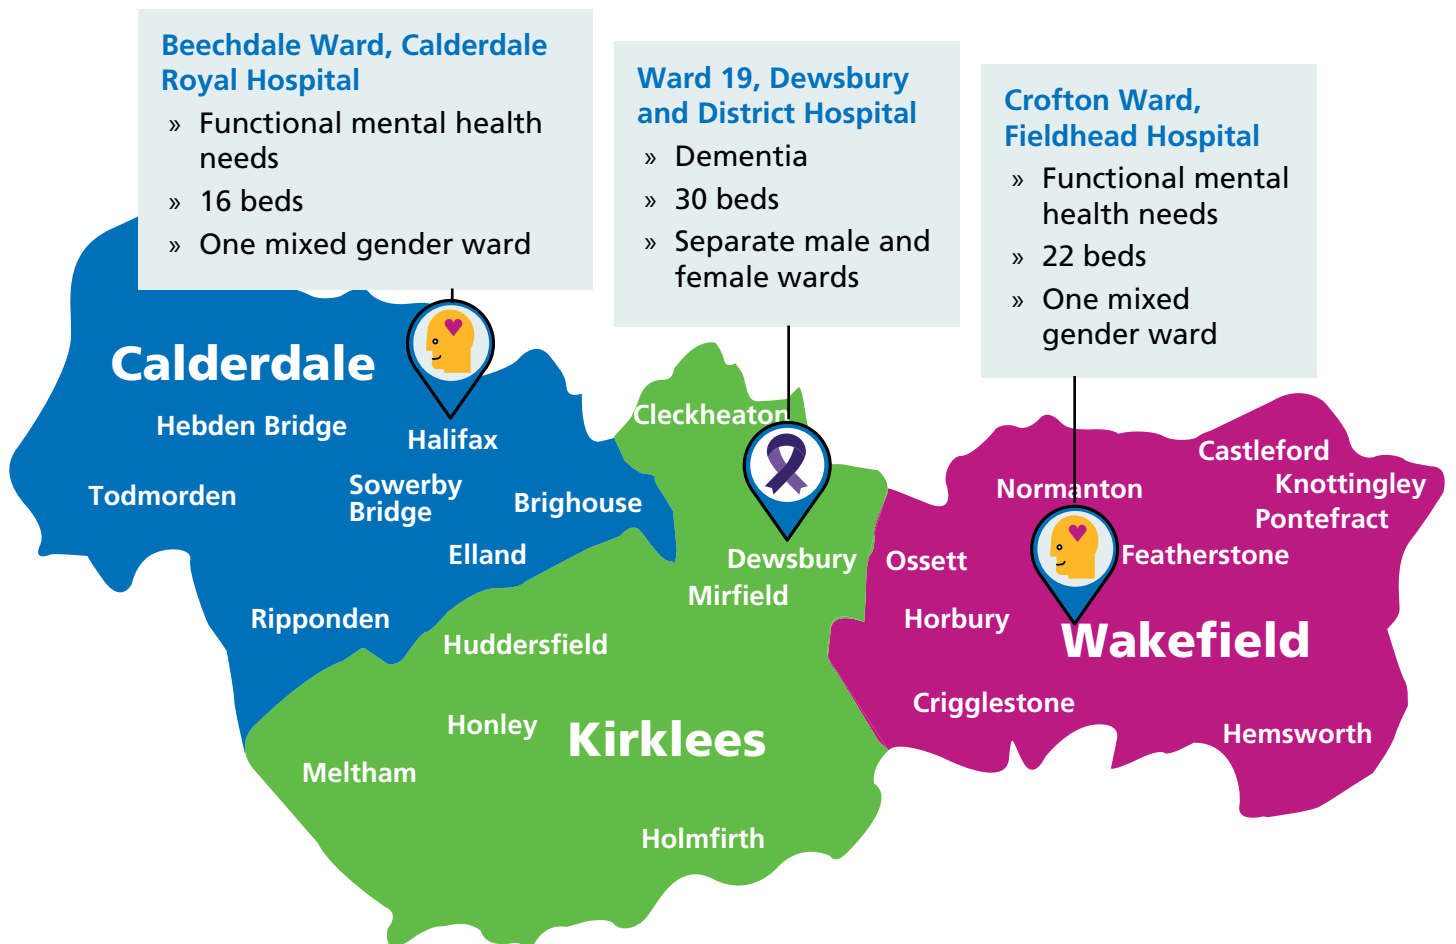 Beechdale Ward, Calderdale
Royal Hospital
» Functional mental health
needs
» 16 beds
» One mixed gender ward
Ward 19, Dewsbury
and District Hospital
» Dementia
» 30 beds
» Separate male and
female wards
Crofton Ward,
Fieldhead Hospital
» Functional mental
health needs
» 22 beds
» One mixed
gender ward
Calderdale
Hebden Bridge
Halifax
Todmorden
Sowerby
Bridge
Brighouse
Elland
Ripponden
Cleckheaton
Dewsbury
Mirfield
Huddersfield
Honley
Kirklees
Meltham
Holmfirth
Castleford
Normanton
Knottingley
Pontefract
Ossett
Featherstone
Horbury
Wakefield
Crigglestone
Hemsworth